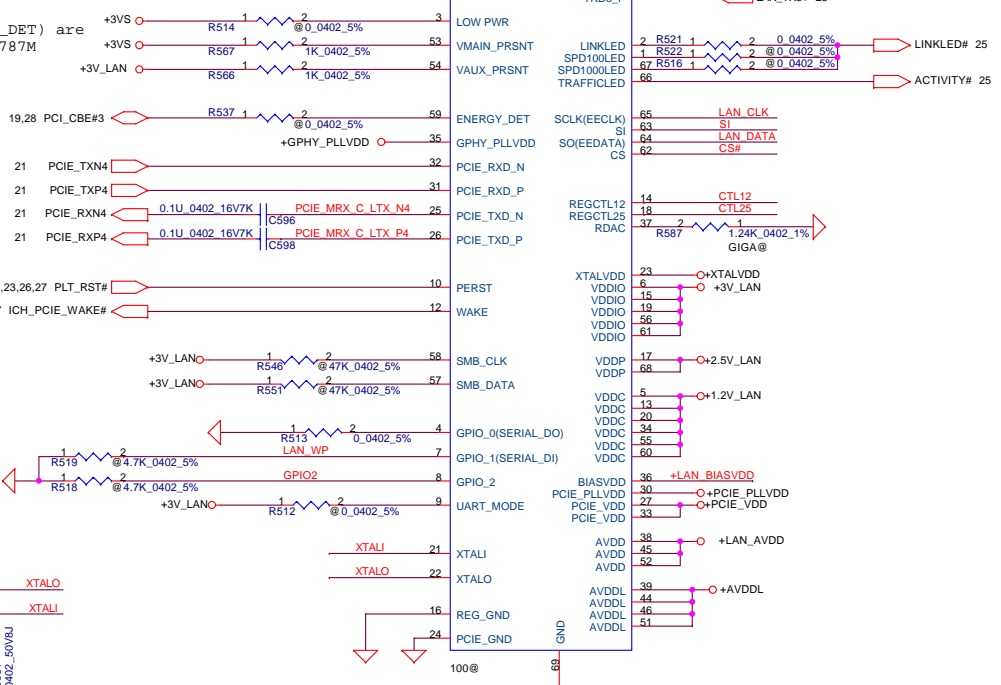 _DET) are
787M
+3VS
R514
1
2
@0_0402_5%
3
LOW PWR
+3VS
R567
1
2
1K_0402_5%
53
VMAIN_PRSNT
+3V_LAN
R566
1
2
1K_0402_5%
54
VAUX_PRSNT
19,28 PCI_CBE#3
R537
1
2
@0_0402_5%
59
ENERGY_DET
+GPHY_PLLVDD
35
GPHY_PLLVDD
21 PCIE_TXN4
32
PCIE_RXD_N
21 PCIE_TXP4
31
PCIE_RXD_P
21 PCIE_RXN4
0.1U_0402_16V7K
C596
PCIE_MRX_C_LTX_N4
25
PCIE_TXD_N
21 PCIE_RXP4
0.1U_0402_16V7K
C598
PCIE_MRX_C_LTX_P4
26
PCIE_TXD_P
,23,26,27 PLT_RST#
10
PERST
ICH_PCIE_WAKE#
12
WAKE
+3V_LAN
R546
1
2
@47K_0402_5%
58
SMB_CLK
+3V_LAN
R551
1
2
@47K_0402_5%
57
SMB_DATA
R513
1
2
0_0402_5%
4
GPIO_0(SERIAL_DO)
R519
1
2
@4.7K_0402_5%
LAN_WP
7
GPIO_1(SERIAL_DI)
R518
1
2
@4.7K_0402_5%
GPIO2
8
GPIO_2
+3V_LAN
R512
1
2
@0_0402_5%
9
UART_MODE
XTALI
21
XTALI
XTALO
22
XTALO
XTALO
XTALI
0402_50V8J
16
REG_GND
24
PCIE_GND
100@
GND
69
LINKLED
2
R521
1
2
0_0402_5%
LINKLED# 25
SPD100LED
1
R522
1
2
@0_0402_5%
SPD1000LED
67
R516
1
2
@0_0402_5%
TRAFFICLED
66
ACTIVITY# 25
SCLK(EECLK)
65
LAN_CLK
SI
63
SI
SO(EEDATA)
64
LAN_DATA
CS
62
CS#
REGCTL12
14
CTL12
REGCTL25
18
CTL25
RDAC
37
R587
2
1
1.24K_0402_1%
GIGA@
XTALVDD
23
+XTALVDD
VDDIO
6
+3V_LAN
VDDIO
15
VDDIO
19
VDDIO
56
VDDIO
61
VDDP
17
+2.5V_LAN
VDDP
68
VDDC
5
+1.2V_LAN
VDDC
13
VDDC
20
VDDC
34
VDDC
55
VDDC
60
BIASVDD
36
+LAN_BIASVDD
PCIE_PLLVDD
30
+PCIE_PLLVDD
PCIE_VDD
27
+PCIE_VDD
PCIE_VDD
33
AVDD
38
+LAN_AVDD
AVDD
45
AVDD
52
AVDDL
39
+AVDDL
AVDDL
44
AVDDL
46
AVDDL
51